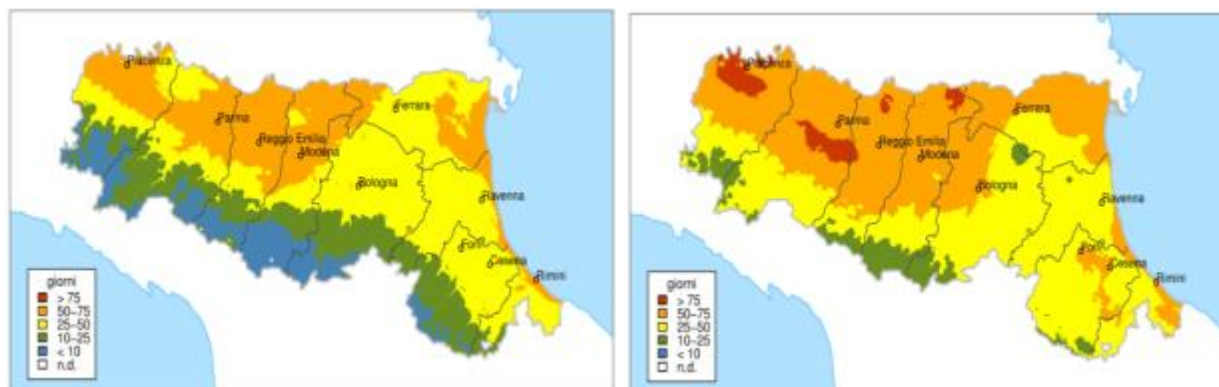 Piacenza
Parma
Reggio Emilia
Modena
Ferrara
Bologna
Ravenna
Forlì
Cesena
Rimini
giorni
> 75
50-75
25-50
10-25
< 10
n.d.
Piacenza
Parma
Reggio Emilia
Modena
Ferrara
Bologna
Ravenna
Forlì
Cesena
Rimini
giorni
> 75
50-75
25-50
10-25
< 10
n.d.